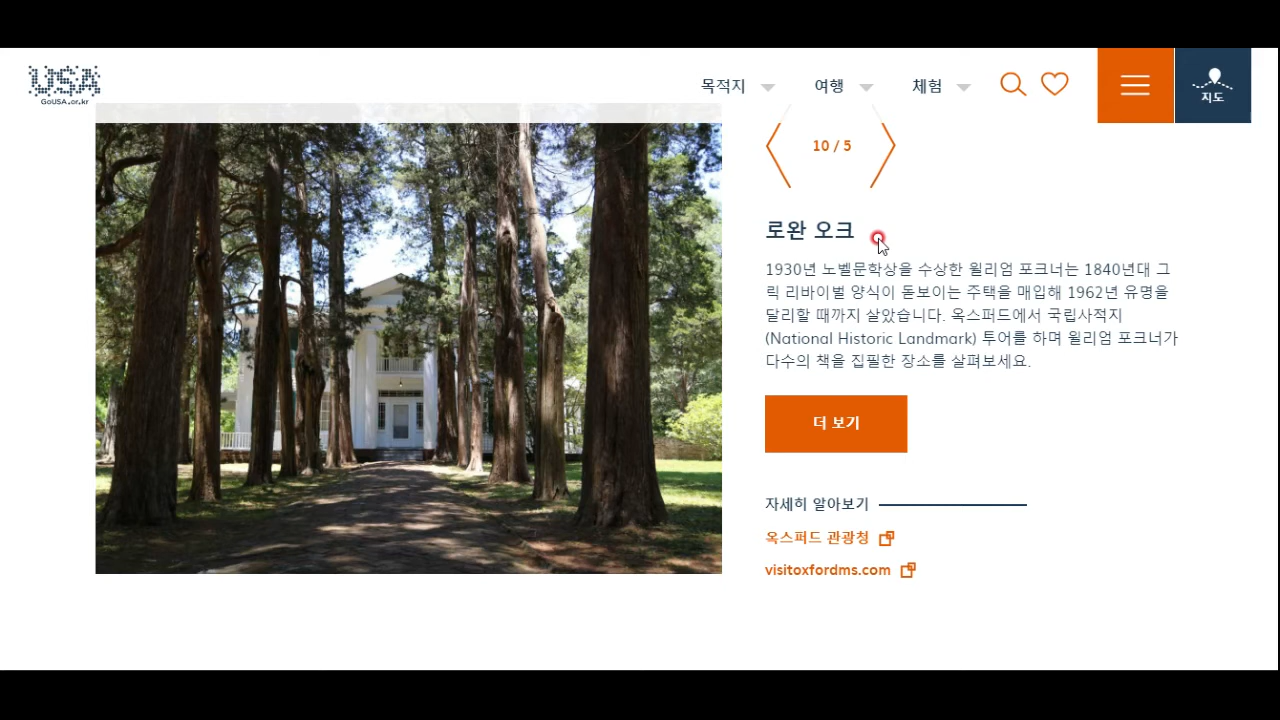 USA
GoUSA.or.kr
목적지
여행
체험
지도
10 / 5
로완 오크
1930년 노벨문학상을 수상한 윌리엄 포크너는 1840년대 그
릭 리바이벌 양식이 돋보이는 주택을 매입해 1962년 유명을
달리할 때까지 살았습니다. 옥스퍼드에서 국립사적지
(National Historic Landmark) 투어를 하며 윌리엄 포크너가
다수의 책을 집필한 장소를 살펴보세요.
더 보기
자세히 알아보기
옥스퍼드 관광청
visitoxfordms.com